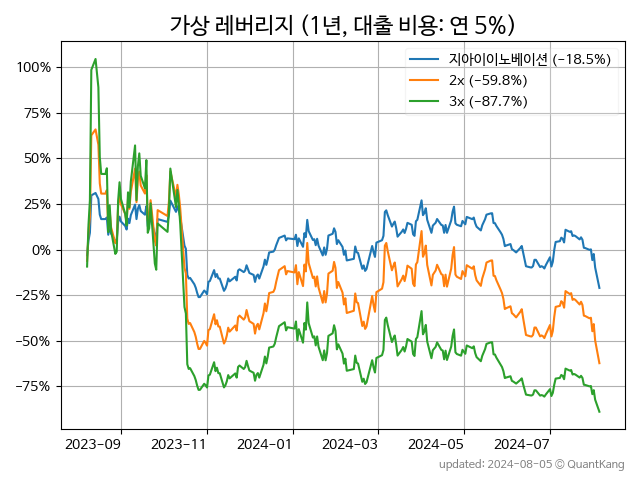 가상 레버리지 (1년, 대출 비용: 연 5%)
지아이이노베이션 (-18.5%)
2x (-59.8%)
3x (-87.7%)
100%
75%
50%
25%
0%
−25%
−50%
−75%
2023-09
2023-11
2024-01
2024-03
2024-05
2024-07
updated: 2024-08-05 © QuantKang